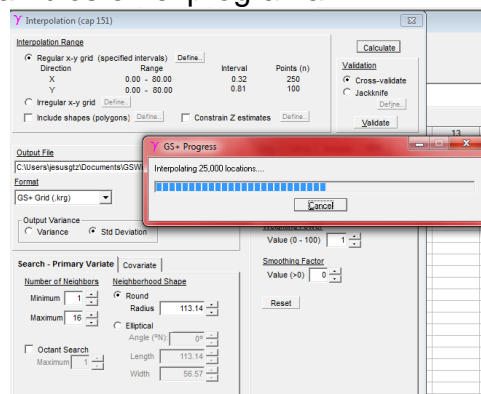 Interpolation (cap 151)
Interpolation Range
Regular x-y grid (specified intervals) Define..
Direction Range Interval Points (n)
X 0.00 - 80.00 0.32 250
Y 0.00 - 80.00 0.81 100
Irregular x-y grid Define..
Include shapes (polygons) Define.. Constrain Z estimates Define..
Calculate
Validation
Cross-validate
Jackknife
Define..
Validate
13
Output File
C:\Users\jesusgtz\Documents\GSWi
Format
GS+ Grid (.krg)
GS+ Progress
Interpolating 25,000 locations....
Cancel
Output Variance
Variance Std Deviation
Value (0 - 100) 1
Smoothing Factor
Value (>0) 0
Reset
Search - Primary Variate Covariate
Number of Neighbors Neighborhood Shape
Minimum 1 Round
Radius 113.14
Maximum 16
Elliptical
Angle (ºN): 0º
Octant Search
Maximum 1 Length 113.14
Width 56.57